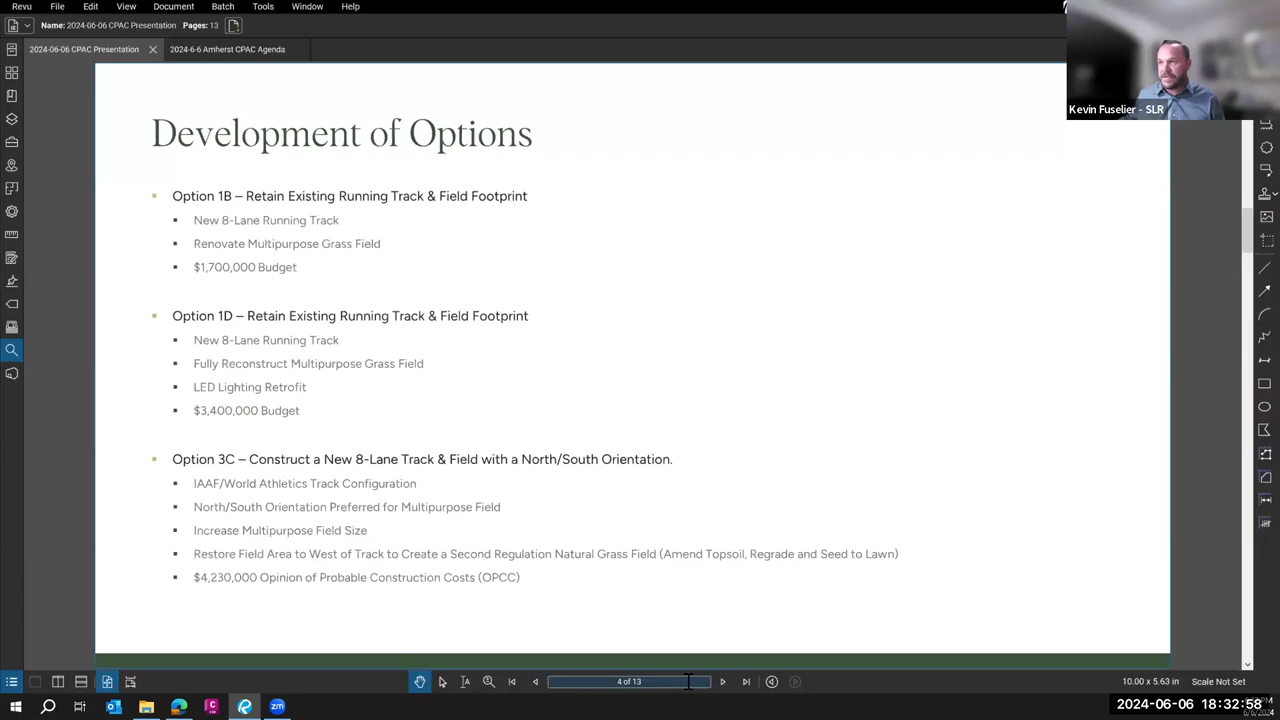 Revu File Edit View Document Batch Tools Window Help
Name: 2024-06-06 CPAC Presentation Pages: 13
2024-06-06 CPAC Presentation
2024-6-6 Amherst CPAC Agenda
Kevin Fuselier - SLR
Development of Options
Option 1B – Retain Existing Running Track & Field Footprint
New 8-Lane Running Track
Renovate Multipurpose Grass Field
$1,700,000 Budget
Option 1D – Retain Existing Running Track & Field Footprint
New 8-Lane Running Track
Fully Reconstruct Multipurpose Grass Field
LED Lighting Retrofit
$3,400,000 Budget
Option 3C – Construct a New 8-Lane Track & Field with a North/South Orientation.
IAAF/World Athletics Track Configuration
North/South Orientation Preferred for Multipurpose Field
Increase Multipurpose Field Size
Restore Field Area to West of Track to Create a Second Regulation Natural Grass Field (Amend Topsoil, Regrade and Seed to Lawn)
$4,230,000 Opinion of Probable Construction Costs (OPCC)
4 of 13
10.00 x 5.63 in Scale Not Set
2024-06-06 18:32:58